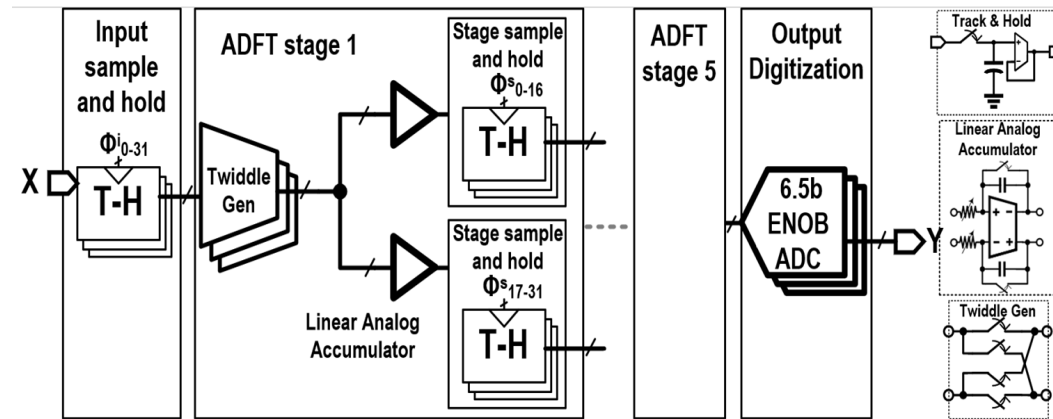 Input
sample
and hold
Φⁱ₀₋₃₁
X
T-H
ADFT stage 1
Twiddle
Gen
Linear Analog
Accumulator
Stage sample
and hold
Φˢ₀₋₁₆
T-H
Stage sample
and hold
Φˢ₁₇₋₃₁
T-H
ADFT
stage 5
Output
Digitization
6.5b
ENOB
ADC
Y
Track & Hold
Linear Analog
Accumulator
Twiddle Gen